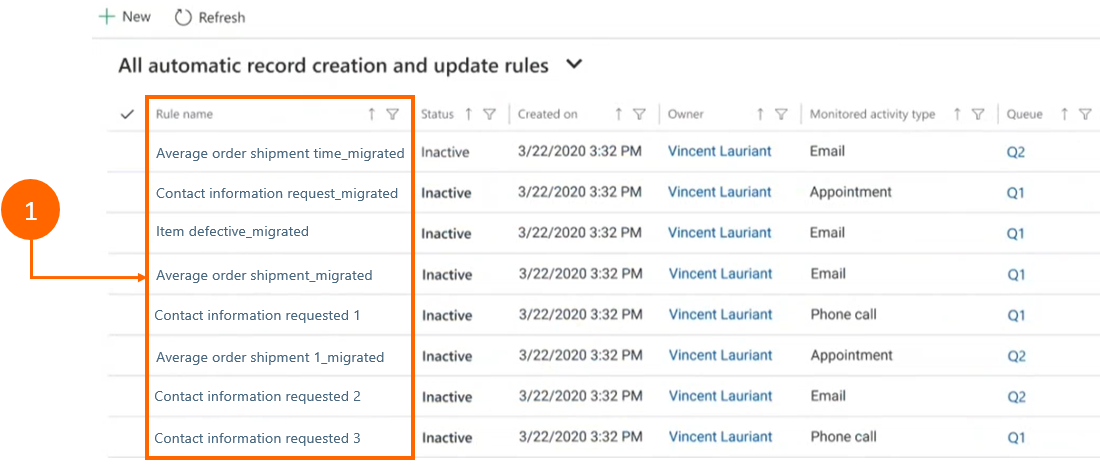 New Refresh
All automatic record creation and update rules
Rule name Status Created on Owner Monitored activity type Queue
Average order shipment time_migrated Inactive 3/22/2020 3:32 PM Vincent Lauriant Email Q2
Contact information request_migrated Inactive 3/22/2020 3:32 PM Vincent Lauriant Appointment Q1
1
Item defective_migrated Inactive 3/22/2020 3:32 PM Vincent Lauriant Email Q1
Average order shipment_migrated Inactive 3/22/2020 3:32 PM Vincent Lauriant Email Q1
Contact information requested 1 Inactive 3/22/2020 3:32 PM Vincent Lauriant Phone call Q1
Average order shipment 1_migrated Inactive 3/22/2020 3:32 PM Vincent Lauriant Appointment Q2
Contact information requested 2 Inactive 3/22/2020 3:32 PM Vincent Lauriant Email Q2
Contact information requested 3 Inactive 3/22/2020 3:32 PM Vincent Lauriant Phone call Q1